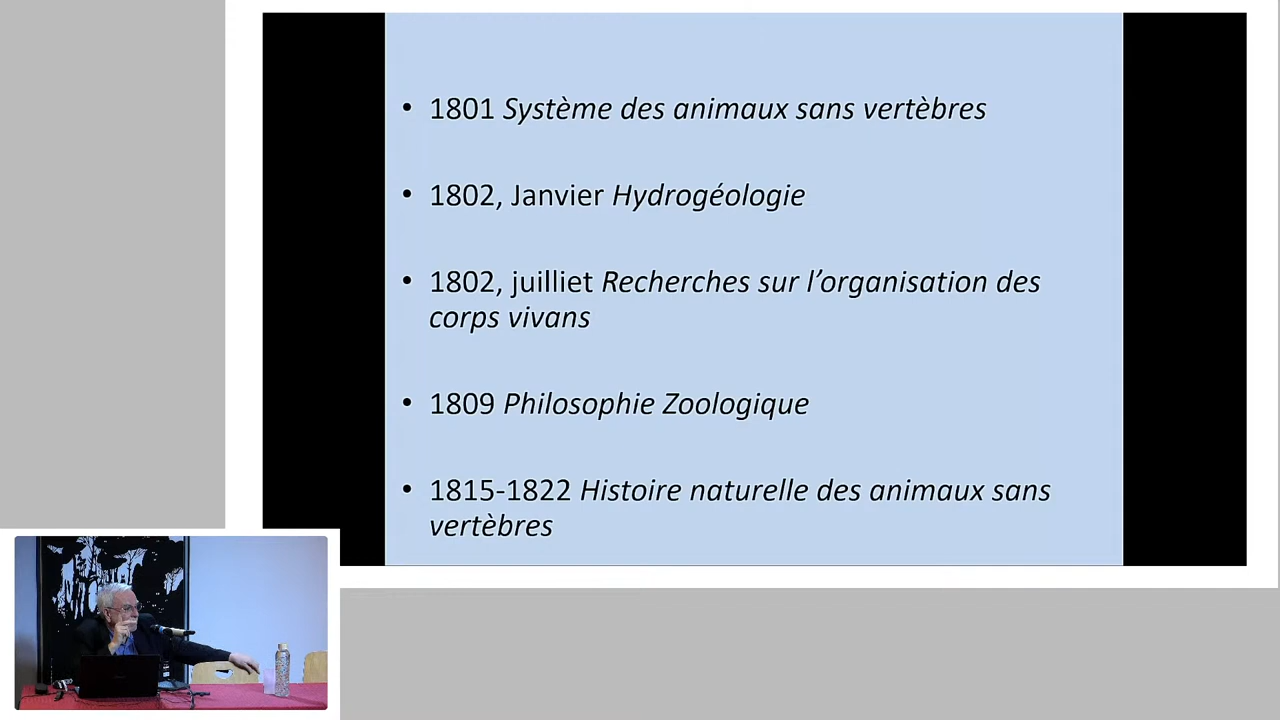 • 1801 Système des animaux sans vertèbres
• 1802, Janvier Hydrogéologie
• 1802, juilliet Recherches sur l’organisation des
corps vivans
• 1809 Philosophie Zoologique
• 1815-1822 Histoire naturelle des animaux sans
vertèbres